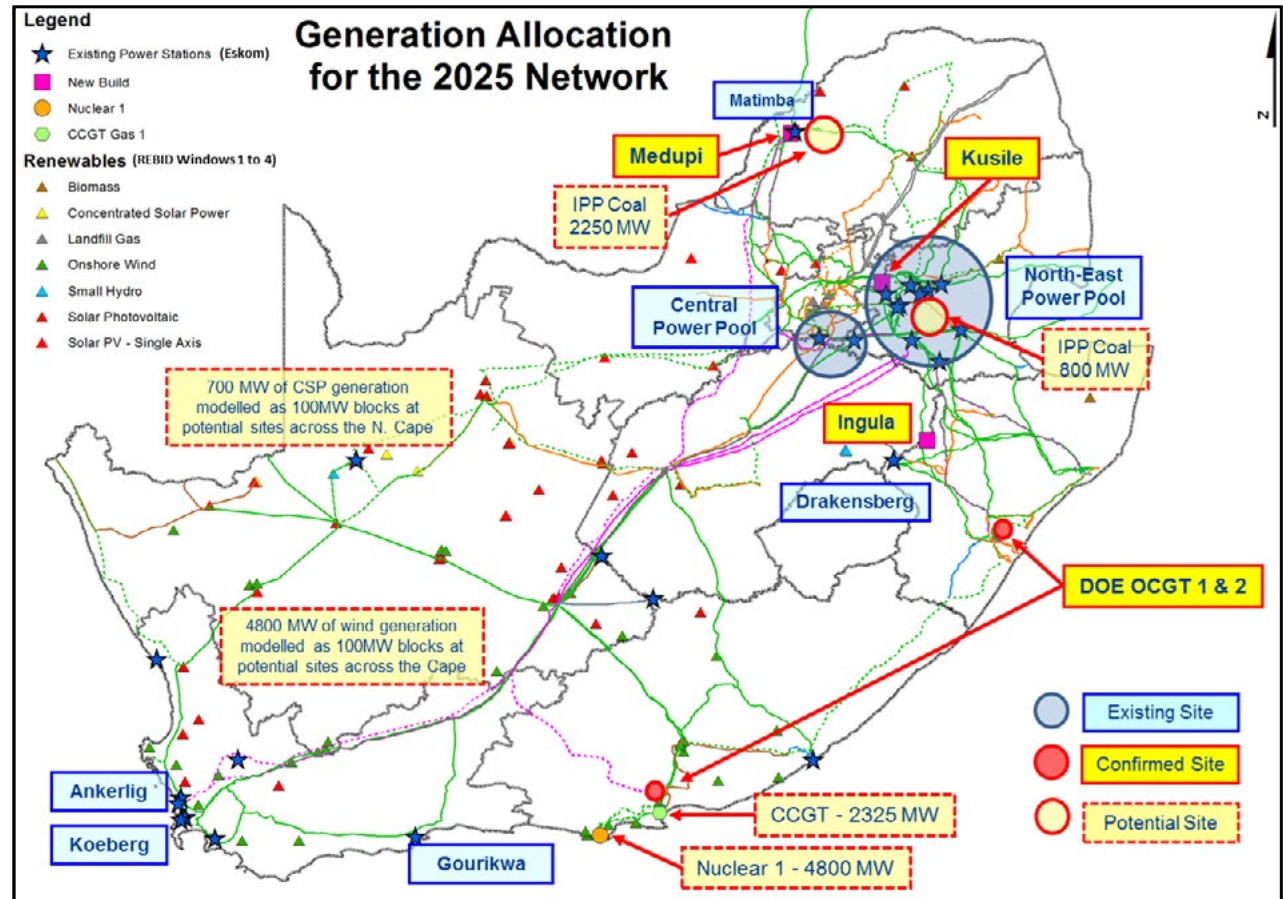 Legend
Existing Power Stations (Eskom)
New Build
Nuclear 1
CCGT Gas 1
Renewables (REBID Windows 1 to 4)
Biomass
Concentrated Solar Power
Landfill Gas
Onshore Wind
Small Hydro
Solar Photovoltaic
Solar PV - Single Axis
Generation Allocation
for the 2025 Network
N
Matimba
Medupi
Kusile
IPP Coal
2250 MW
Central
Power Pool
North-East
Power Pool
IPP Coal
800 MW
700 MW of CSP generation
modelled as 100MW blocks at
potential sites across the N. Cape
Ingula
Drakensberg
DOE OCGT 1 & 2
4800 MW of wind generation
modelled as 100MW blocks at
potential sites across the Cape
Existing Site
Confirmed Site
Potential Site
Ankerlig
Koeberg
Gourikwa
CCGT - 2325 MW
Nuclear 1 - 4800 MW